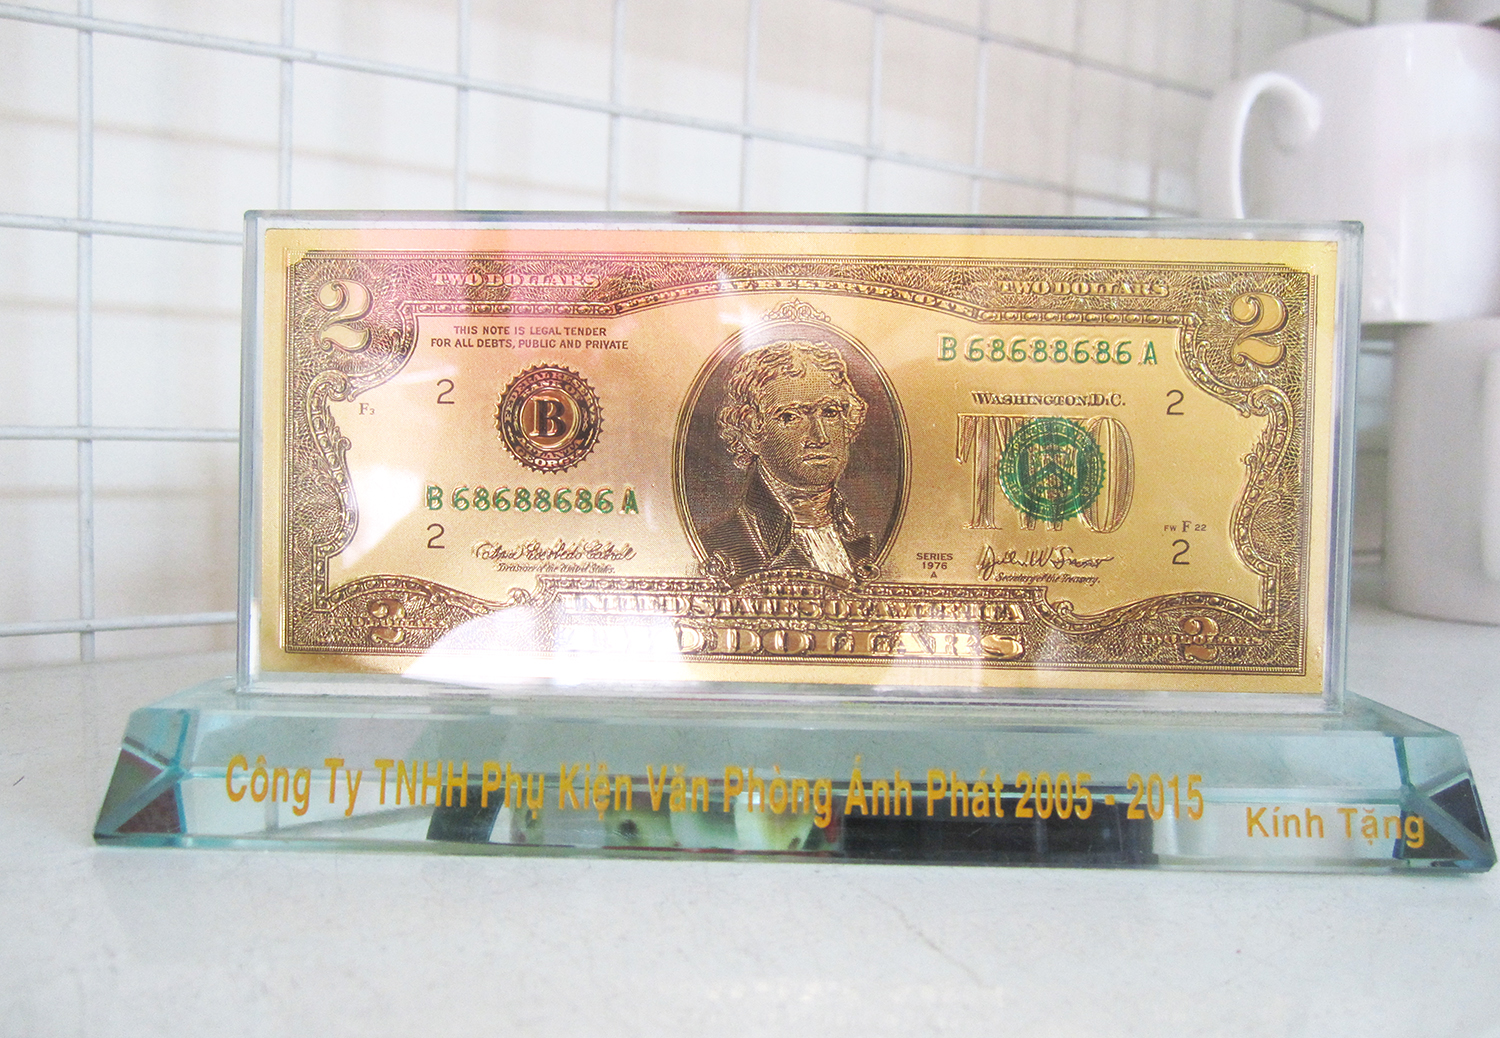 2 TWO DOLLARS FEDERAL RESERVE NOTE TWO DOLLARS 2
THIS NOTE IS LEGAL TENDER
FOR ALL DEBTS, PUBLIC AND PRIVATE
B 68688686 A
2
F3
B
WASHINGTON, D.C.
2
TWO
B 68688686 A
2
Treasurer of the United States.
SERIES
1976
A
Secretary of the Treasury.
FW F 22
2
THE
UNITED STATES OF AMERICA
2 TWO DOLLARS 2
Công Ty TNHH Phụ Kiện Văn Phòng Ánh Phát 2005 - 2015 Kính Tặng